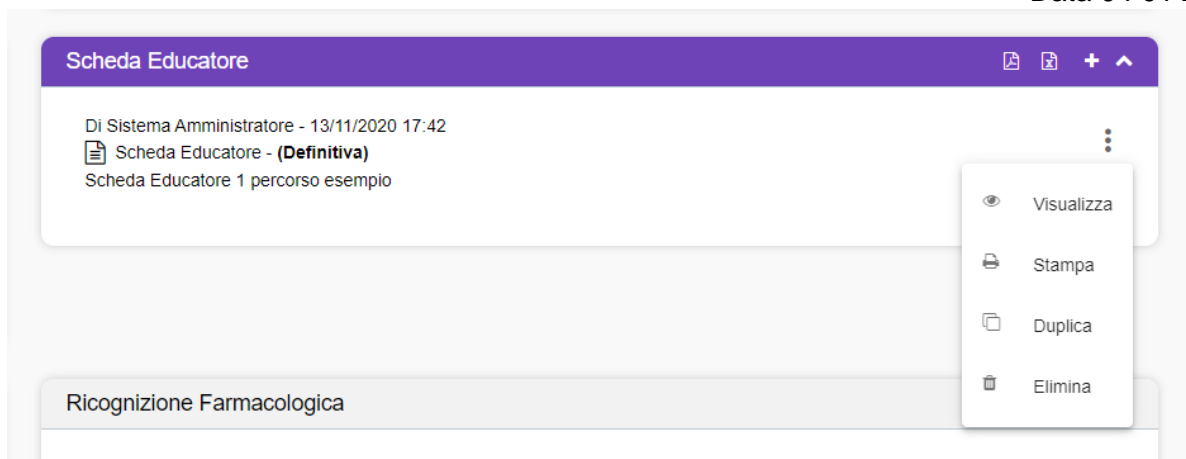 Scheda Educatore
Di Sistema Amministratore - 13/11/2020 17:42
Scheda Educatore - (Definitiva)
Scheda Educatore 1 percorso esempio
Visualizza
Stampa
Duplica
Elimina
Ricognizione Farmacologica